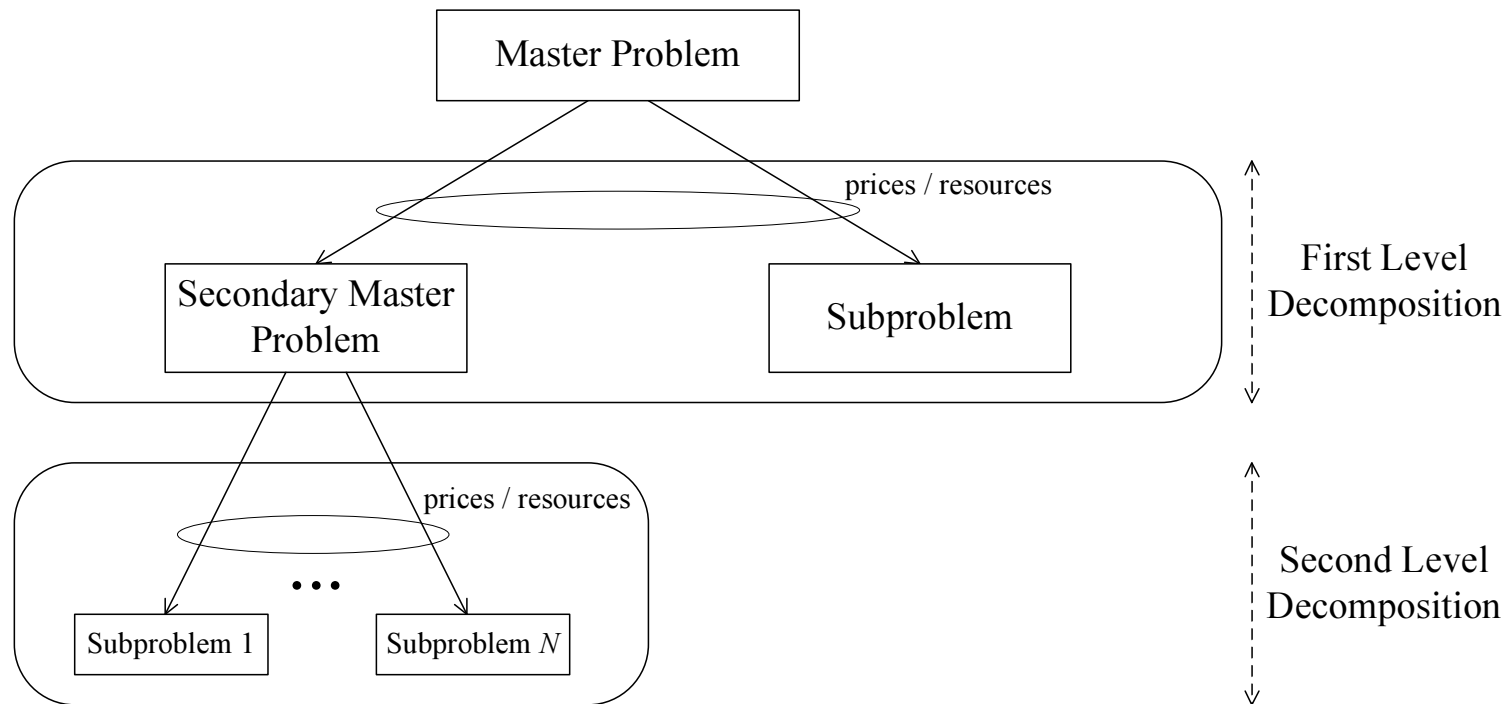 Master Problem
prices / resources
Secondary Master
Problem
Subproblem
First Level
Decomposition
prices / resources
Subproblem 1
Subproblem N
Second Level
Decomposition